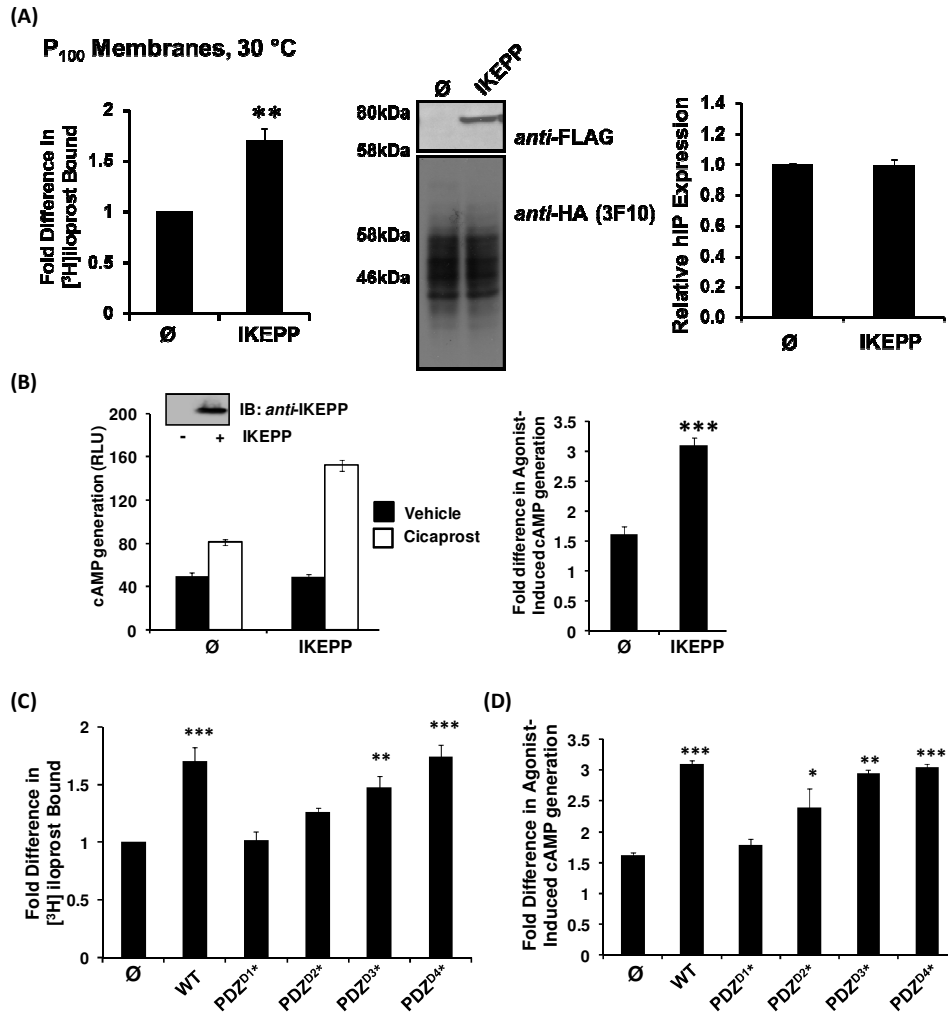 (A)
P100 Membranes, 30 °C
Fold Difference In
[³H]iloprost Bound
2
1.5
1
0.5
0
**
Ø
IKEPP
Ø
IKEPP
80kDa
58kDa
anti-FLAG
58kDa
46kDa
anti-HA (3F10)
Relative hIP Expression
1.4
1.2
1.0
0.8
0.6
0.4
0.2
0.0
Ø
IKEPP
(B)
cAMP generation (RLU)
200
160
120
80
40
0
IB: anti-IKEPP
- + IKEPP
Vehicle
Cicaprost
Ø
IKEPP
Fold difference in Agonist-
Induced cAMP generation
3.5
3
2.5
2
1.5
1
0.5
0
***
Ø
IKEPP
(C)
Fold Difference in
[³H] iloprost Bound
2
1.5
1
0.5
0
***
**
***
Ø
WT
PDZD1*
PDZD2*
PDZD3*
PDZD4*
(D)
Fold Difference in Agonist-
Induced cAMP generation
3.5
3
2.5
2
1.5
1
0.5
0
***
*
**
***
Ø
WT
PDZD1*
PDZD2*
PDZD3*
PDZD4*